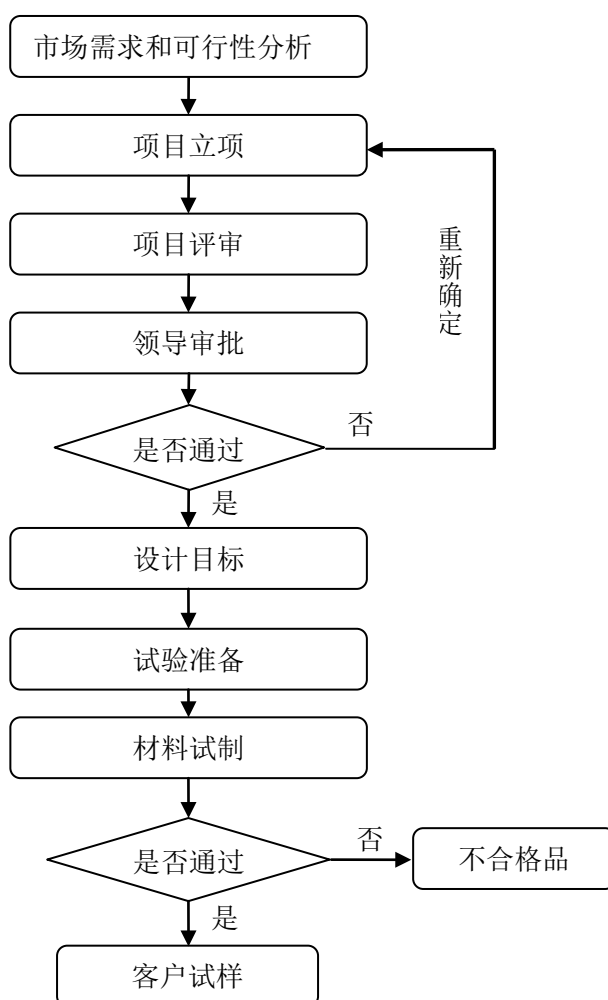 市场需求和可行性分析
项目立项
项目评审
重新确定
领导审批
否
是否通过
是
设计目标
试验准备
材料试制
否
是否通过
不合格品
是
客户试样